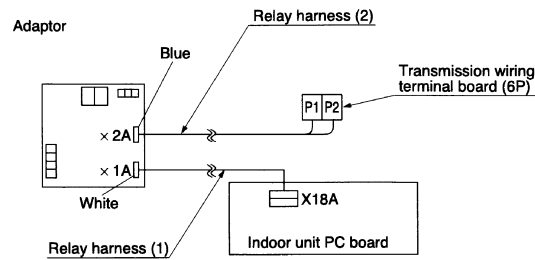 Relay harness (2)
Adaptor
Blue
Transmission wiring
terminal board (6P)
P1 P2
× 2A
× 1A
White
X18A
Relay harness (1)
Indoor unit PC board